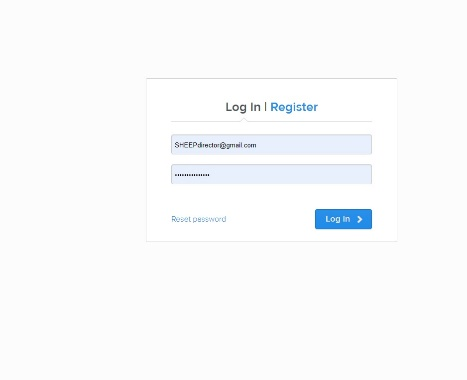 Log In | Register
SHEEPdirector@gmail.com
•••••••••••••••
Reset password
Log In